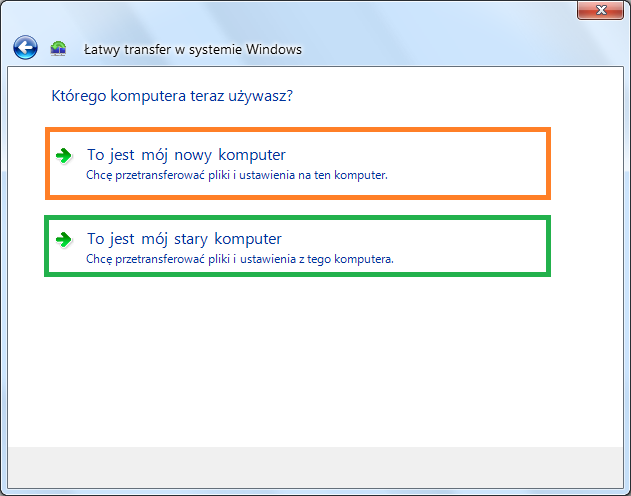 Łatwy transfer w systemie Windows
Którego komputera teraz używasz?
To jest mój nowy komputer
Chcę przetransferować pliki i ustawienia na ten komputer.
To jest mój stary komputer
Chcę przetransferować pliki i ustawienia z tego komputera.